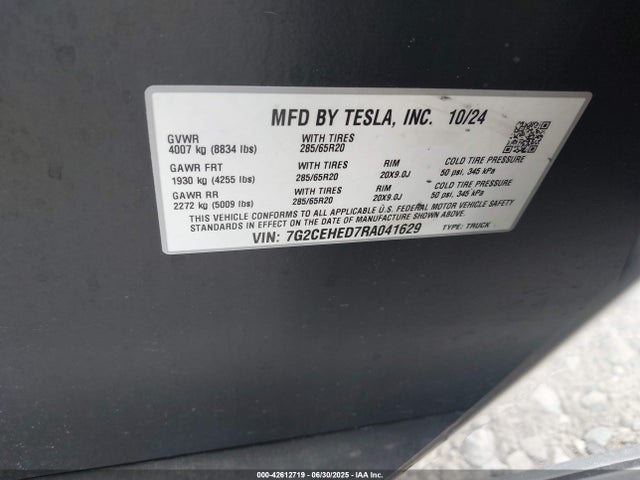 MFD BY TESLA, INC. 10/24
GVWR WITH TIRES
4007 kg (8834 lbs) 285/65R20
GAWR FRT WITH TIRES RIM COLD TIRE PRESSURE
1930 kg (4255 lbs) 285/65R20 20X9.0J 50 psi, 345 kPa
GAWR RR WITH TIRES RIM COLD TIRE PRESSURE
2272 kg (5009 lbs) 285/65R20 20X9.0J 50 psi, 345 kPa
THIS VEHICLE CONFORMS TO ALL APPLICABLE U.S. FEDERAL MOTOR VEHICLE SAFETY
STANDARDS IN EFFECT ON THE DATE OF MANUFACTURE SHOWN ABOVE.
VIN: 7G2CEHED7RA041629 TYPE: TRUCK
000-42612719 | 06/30/2025 - IAA Inc.